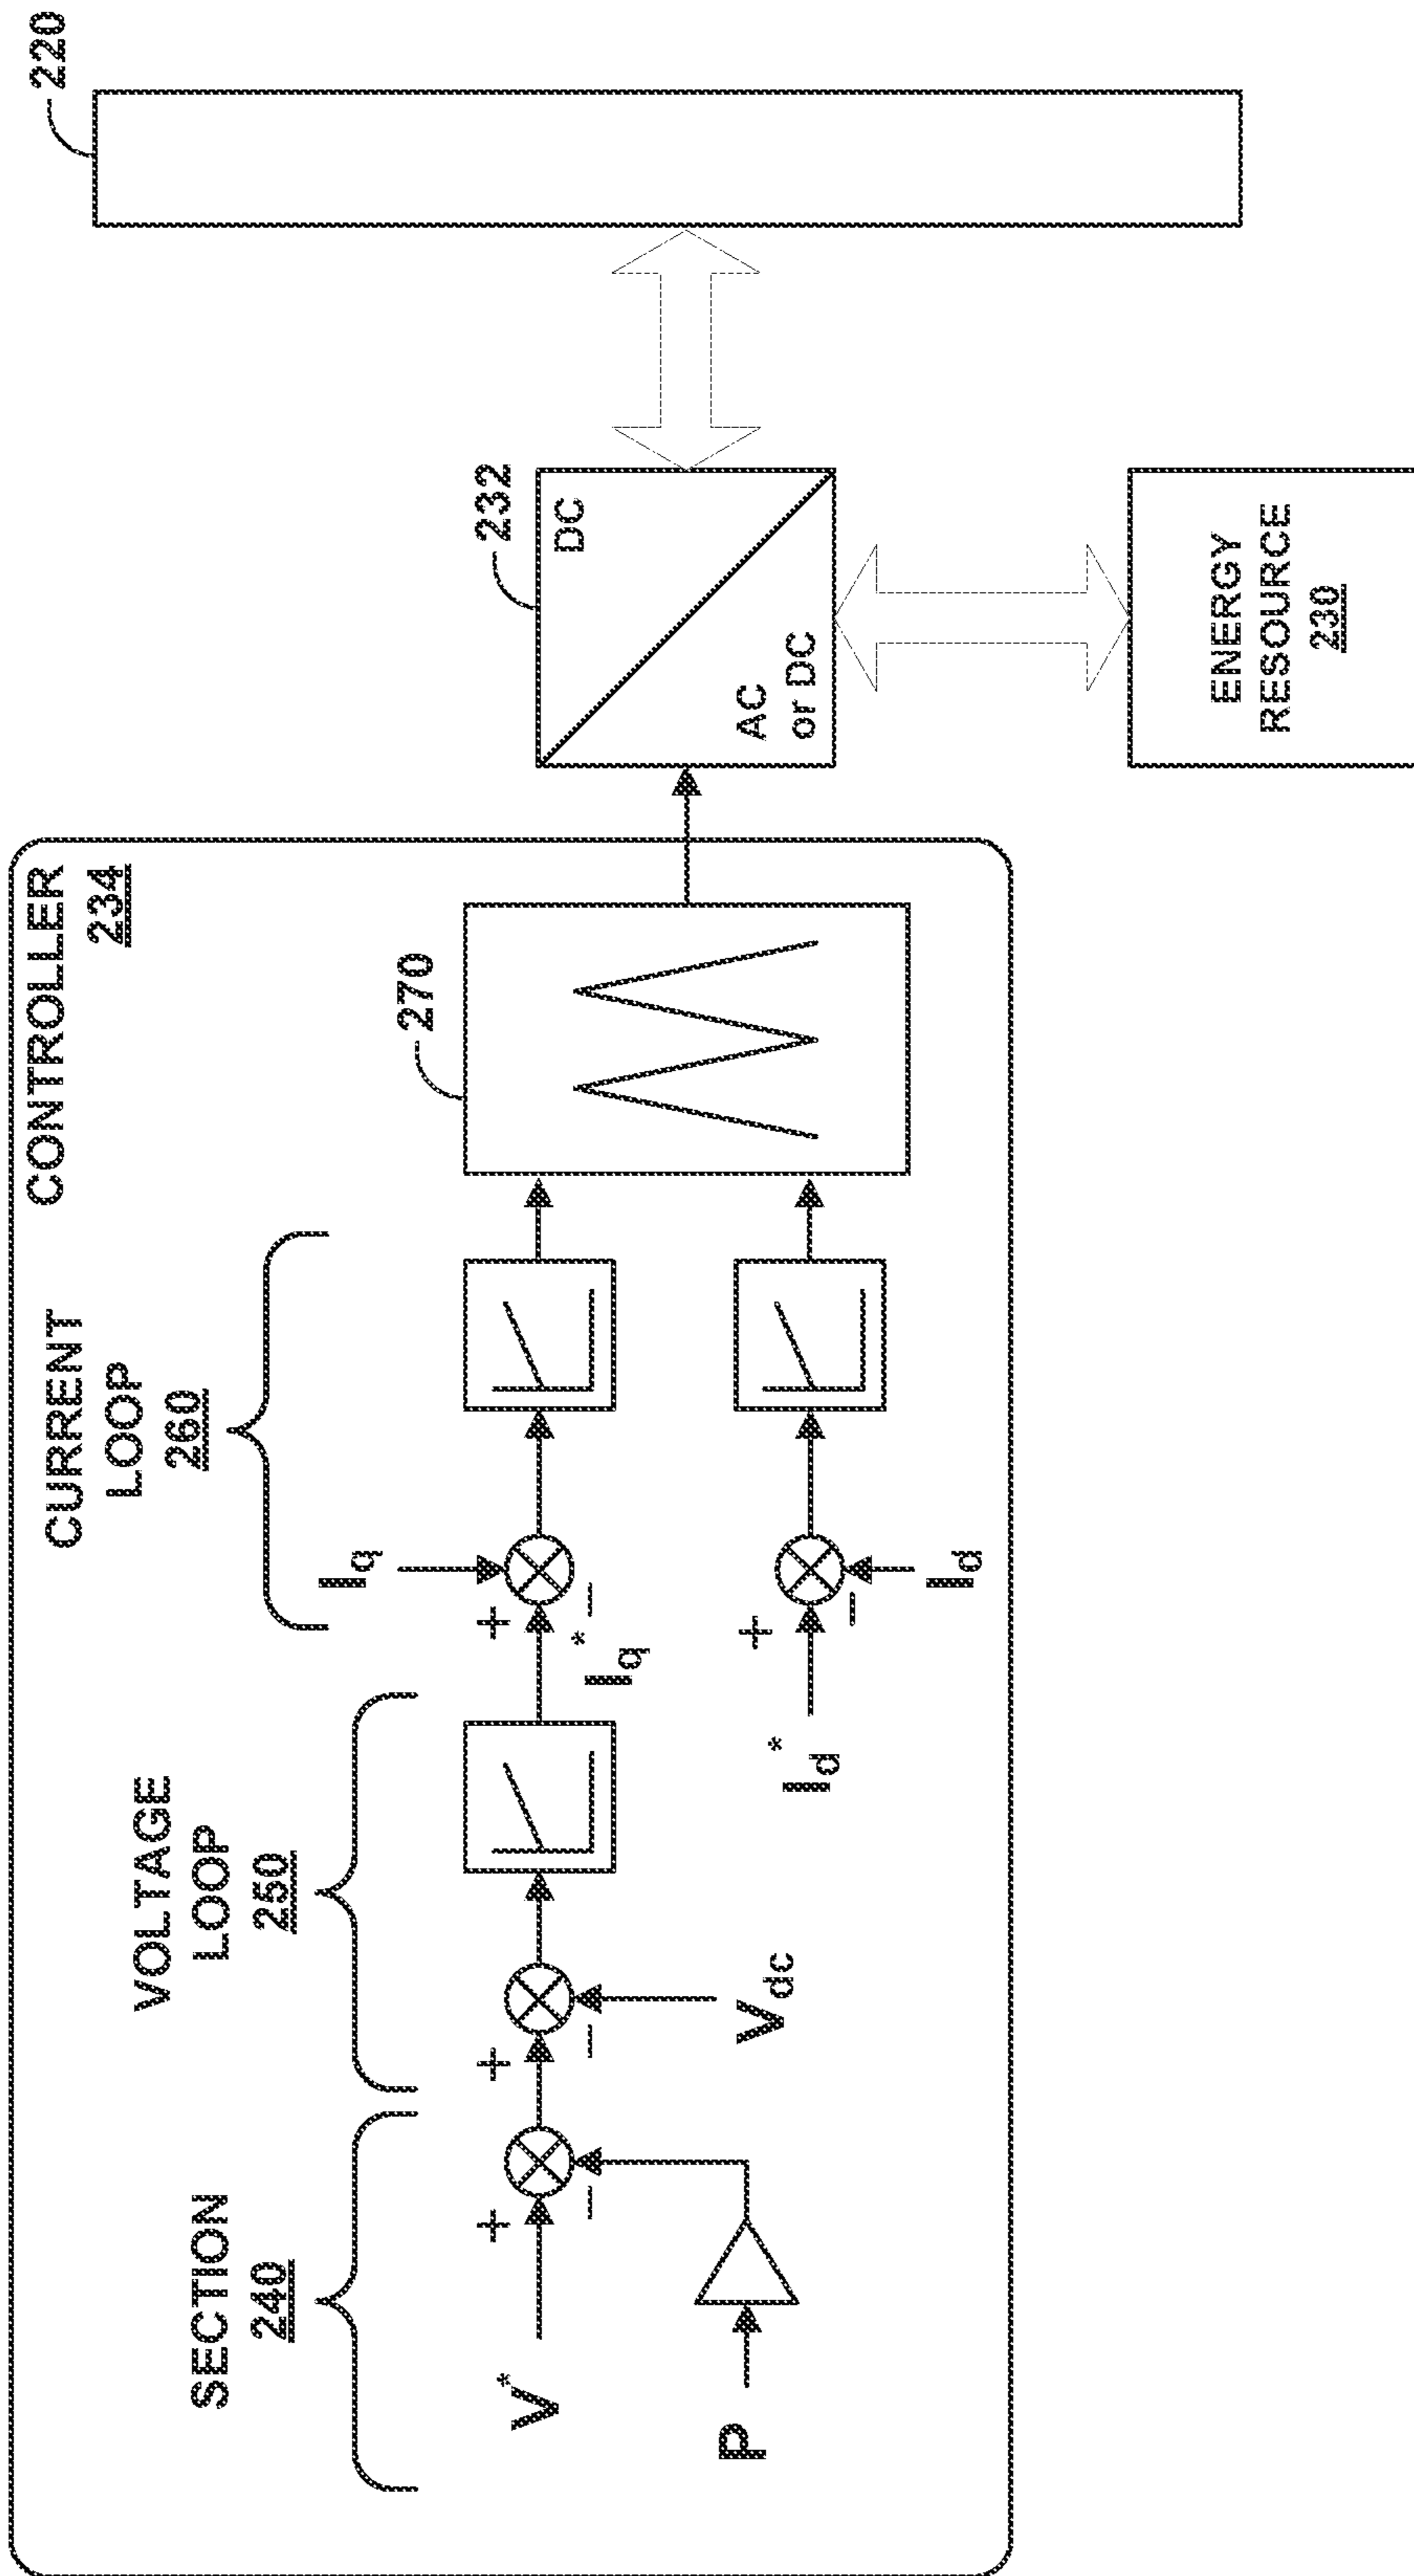 CONTROLLER
234
CURRENT
LOOP
260
VOLTAGE
LOOP
250
SECTION
240
270
232
220
V*
+
−
P
+
−
Vdc
Iq*
+
−
Iq
Id*
+
−
Id
DC
AC
or DC
ENERGY
RESOURCE
230